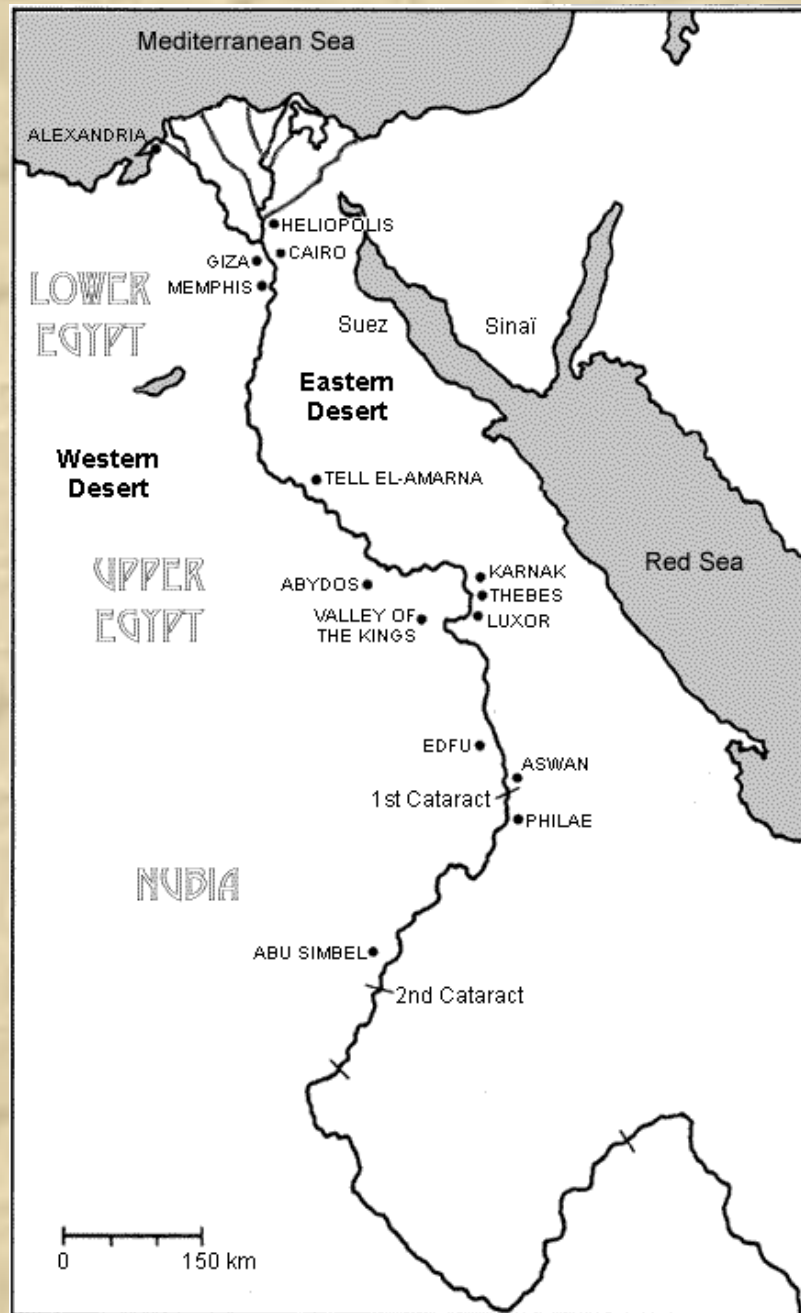 Mediterranean Sea
ALEXANDRIA
HELIOPOLIS
CAIRO
GIZA
MEMPHIS
LOWER
EGYPT
Suez
Sinaï
Eastern
Desert
Western
Desert
TELL EL-AMARNA
Red Sea
UPPER
EGYPT
ABYDOS
KARNAK
THEBES
LUXOR
VALLEY OF
THE KINGS
EDFU
ASWAN
1st Cataract
PHILAE
NUBIA
ABU SIMBEL
2nd Cataract
0 150 km